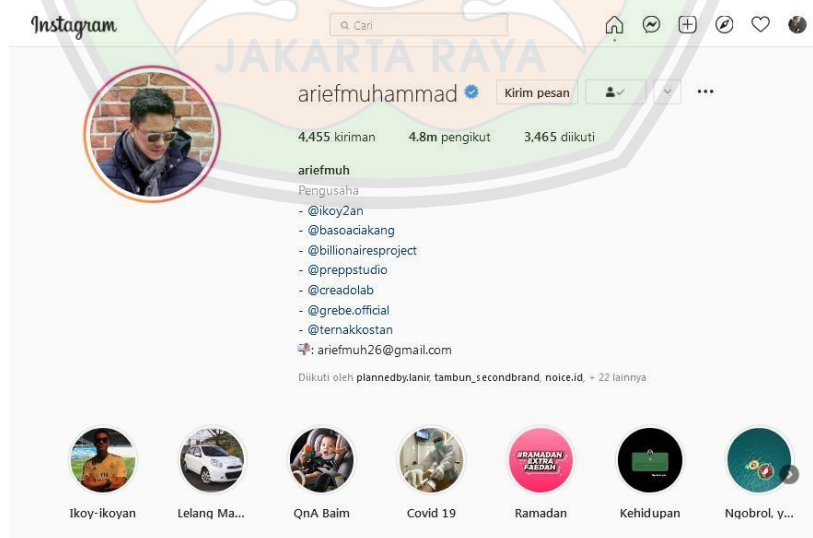 Instagram
Cari
JAKARTA RAYA
ariefmuhammad
Kirim pesan
4,455 kiriman 4.8m pengikut 3,465 diikuti
ariefmuh
Pengusaha
- @ikoy2an
- @basoaciakang
- @billionairesproject
- @preppstudio
- @creadolab
- @grebe.official
- @ternakkostan
📬: ariefmuh26@gmail.com
Diikuti oleh plannedby.lanir, tambun_secondbrand, noice.id, + 22 lainnya
#RAMADAN
EXTRA
FAEDAH
Ikoy-ikoyan Lelang Ma... QnA Baim Covid 19 Ramadan Kehidupan Ngobrol, y...